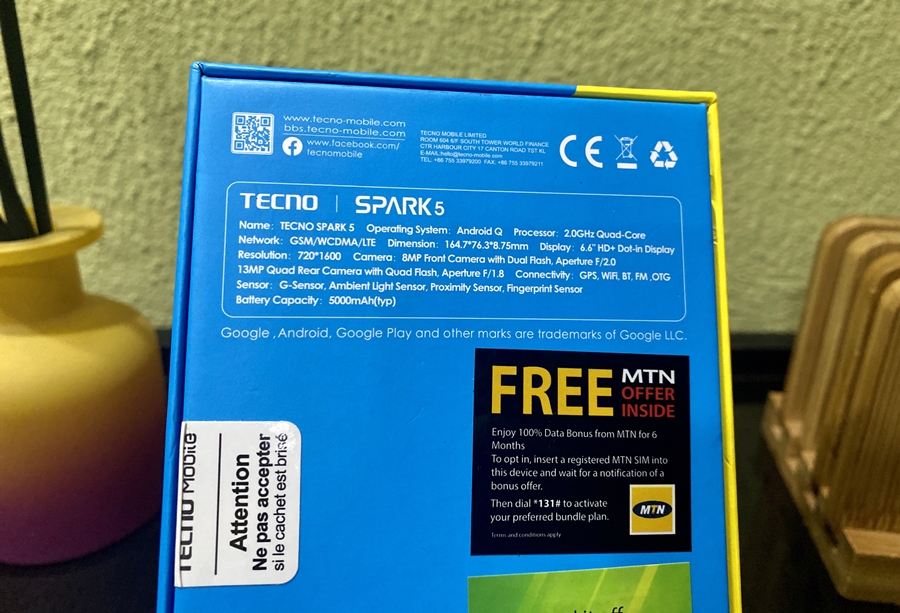 www.tecno-mobile.com
bbs.tecno-mobile.com
www.facebook.com/
tecnomobile
TECNO MOBILE LIMITED
ROOM 604 6/F SOUTH TOWER WORLD FINANCE
CTR HARBOUR CITY 17 CANTON ROAD TST KL
E-MAIL:hello@tecno-mobile.com
TEL: +86 755 33979200 FAX: +86 755 33979211
CE
TECNO | SPARK 5
Name: TECNO SPARK 5 Operating System: Android Q Processor: 2.0GHz Quad-Core
Network: GSM/WCDMA/LTE Dimension: 164.7*76.3*8.75mm Display: 6.6" HD+ Dot-in Display
Resolution: 720*1600 Camera: 8MP Front Camera with Dual Flash, Aperture F/2.0
13MP Quad Rear Camera with Quad Flash, Aperture F/1.8 Connectivity: GPS, WiFi, BT, FM ,OTG
Sensor: G-Sensor, Ambient Light Sensor, Proximity Sensor, Fingerprint Sensor
Battery Capacity: 5000mAh(typ)
Google ,Android, Google Play and other marks are trademarks of Google LLC.
FREE MTN
OFFER
INSIDE
Enjoy 100% Data Bonus from MTN for 6
Months
To opt in, insert a registered MTN SIM into
this device and wait for a notification of a
bonus offer.
Then dial *131# to activate
your preferred bundle plan.
MTN
Terms and conditions apply
TECNO Mobile
Attention
Ne pas accepter
si le cachet est brisé